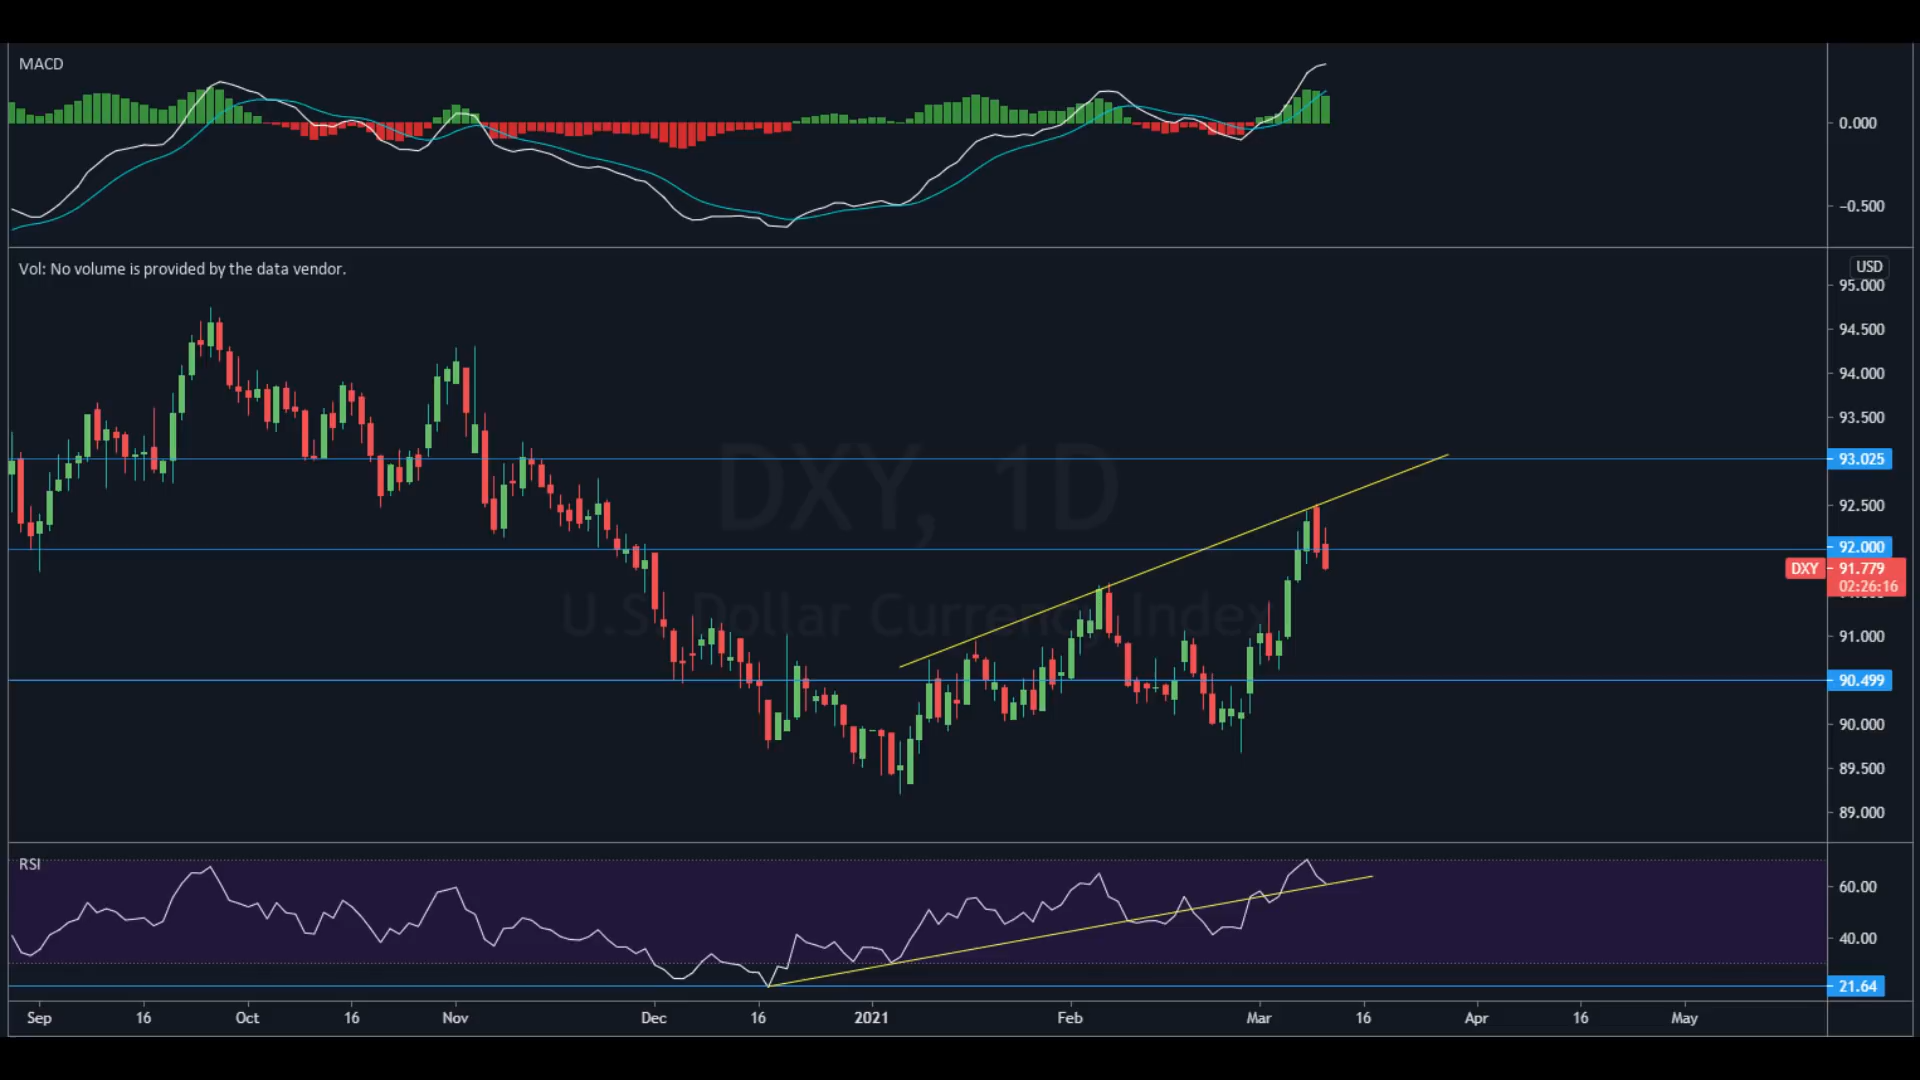 MACD
0.000
−0.500
Vol: No volume is provided by the data vendor.
USD
95.000
94.500
94.000
93.500
DXY, 1D
93.025
92.500
92.000
DXY 91.779
02:26:16
U.S. Dollar Currency Index
91.000
90.499
90.000
89.500
89.000
RSI
60.00
40.00
21.64
Sep 16 Oct 16 Nov Dec 16 2021 Feb Mar 16 Apr 16 May